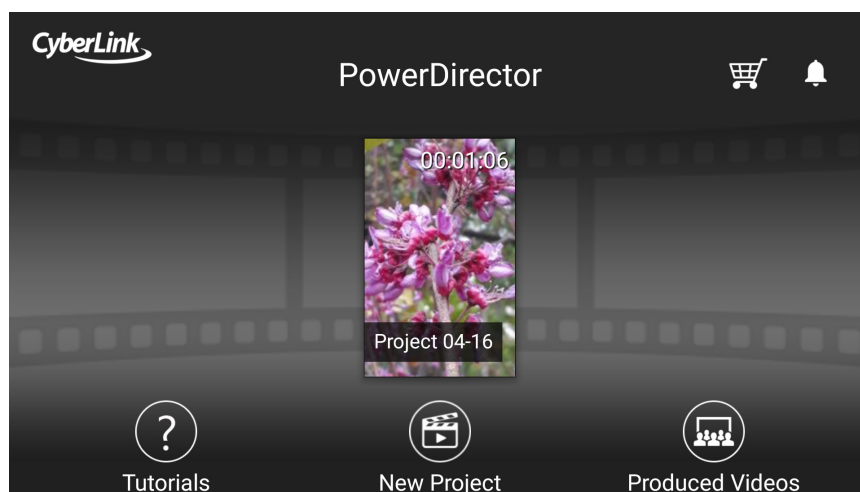 CyberLink
PowerDirector
00:01:06
Project 04-16
?
Tutorials
New Project
Produced Videos